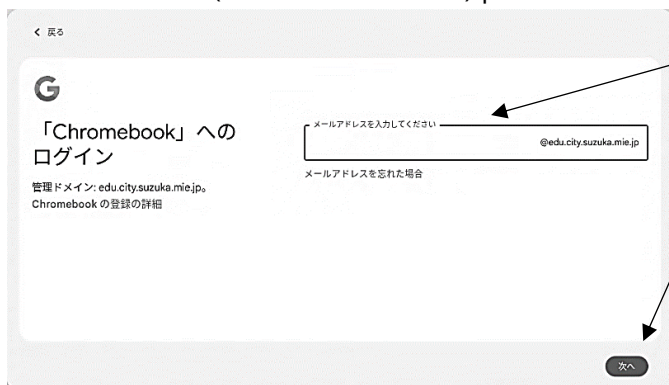 戻る
G
「Chromebook」への
ログイン
管理ドメイン: edu.city.suzuka.mie.jp。
Chromebook の登録の詳細
メールアドレスを入力してください
@edu.city.suzuka.mie.jp
メールアドレスを忘れた場合
次へ